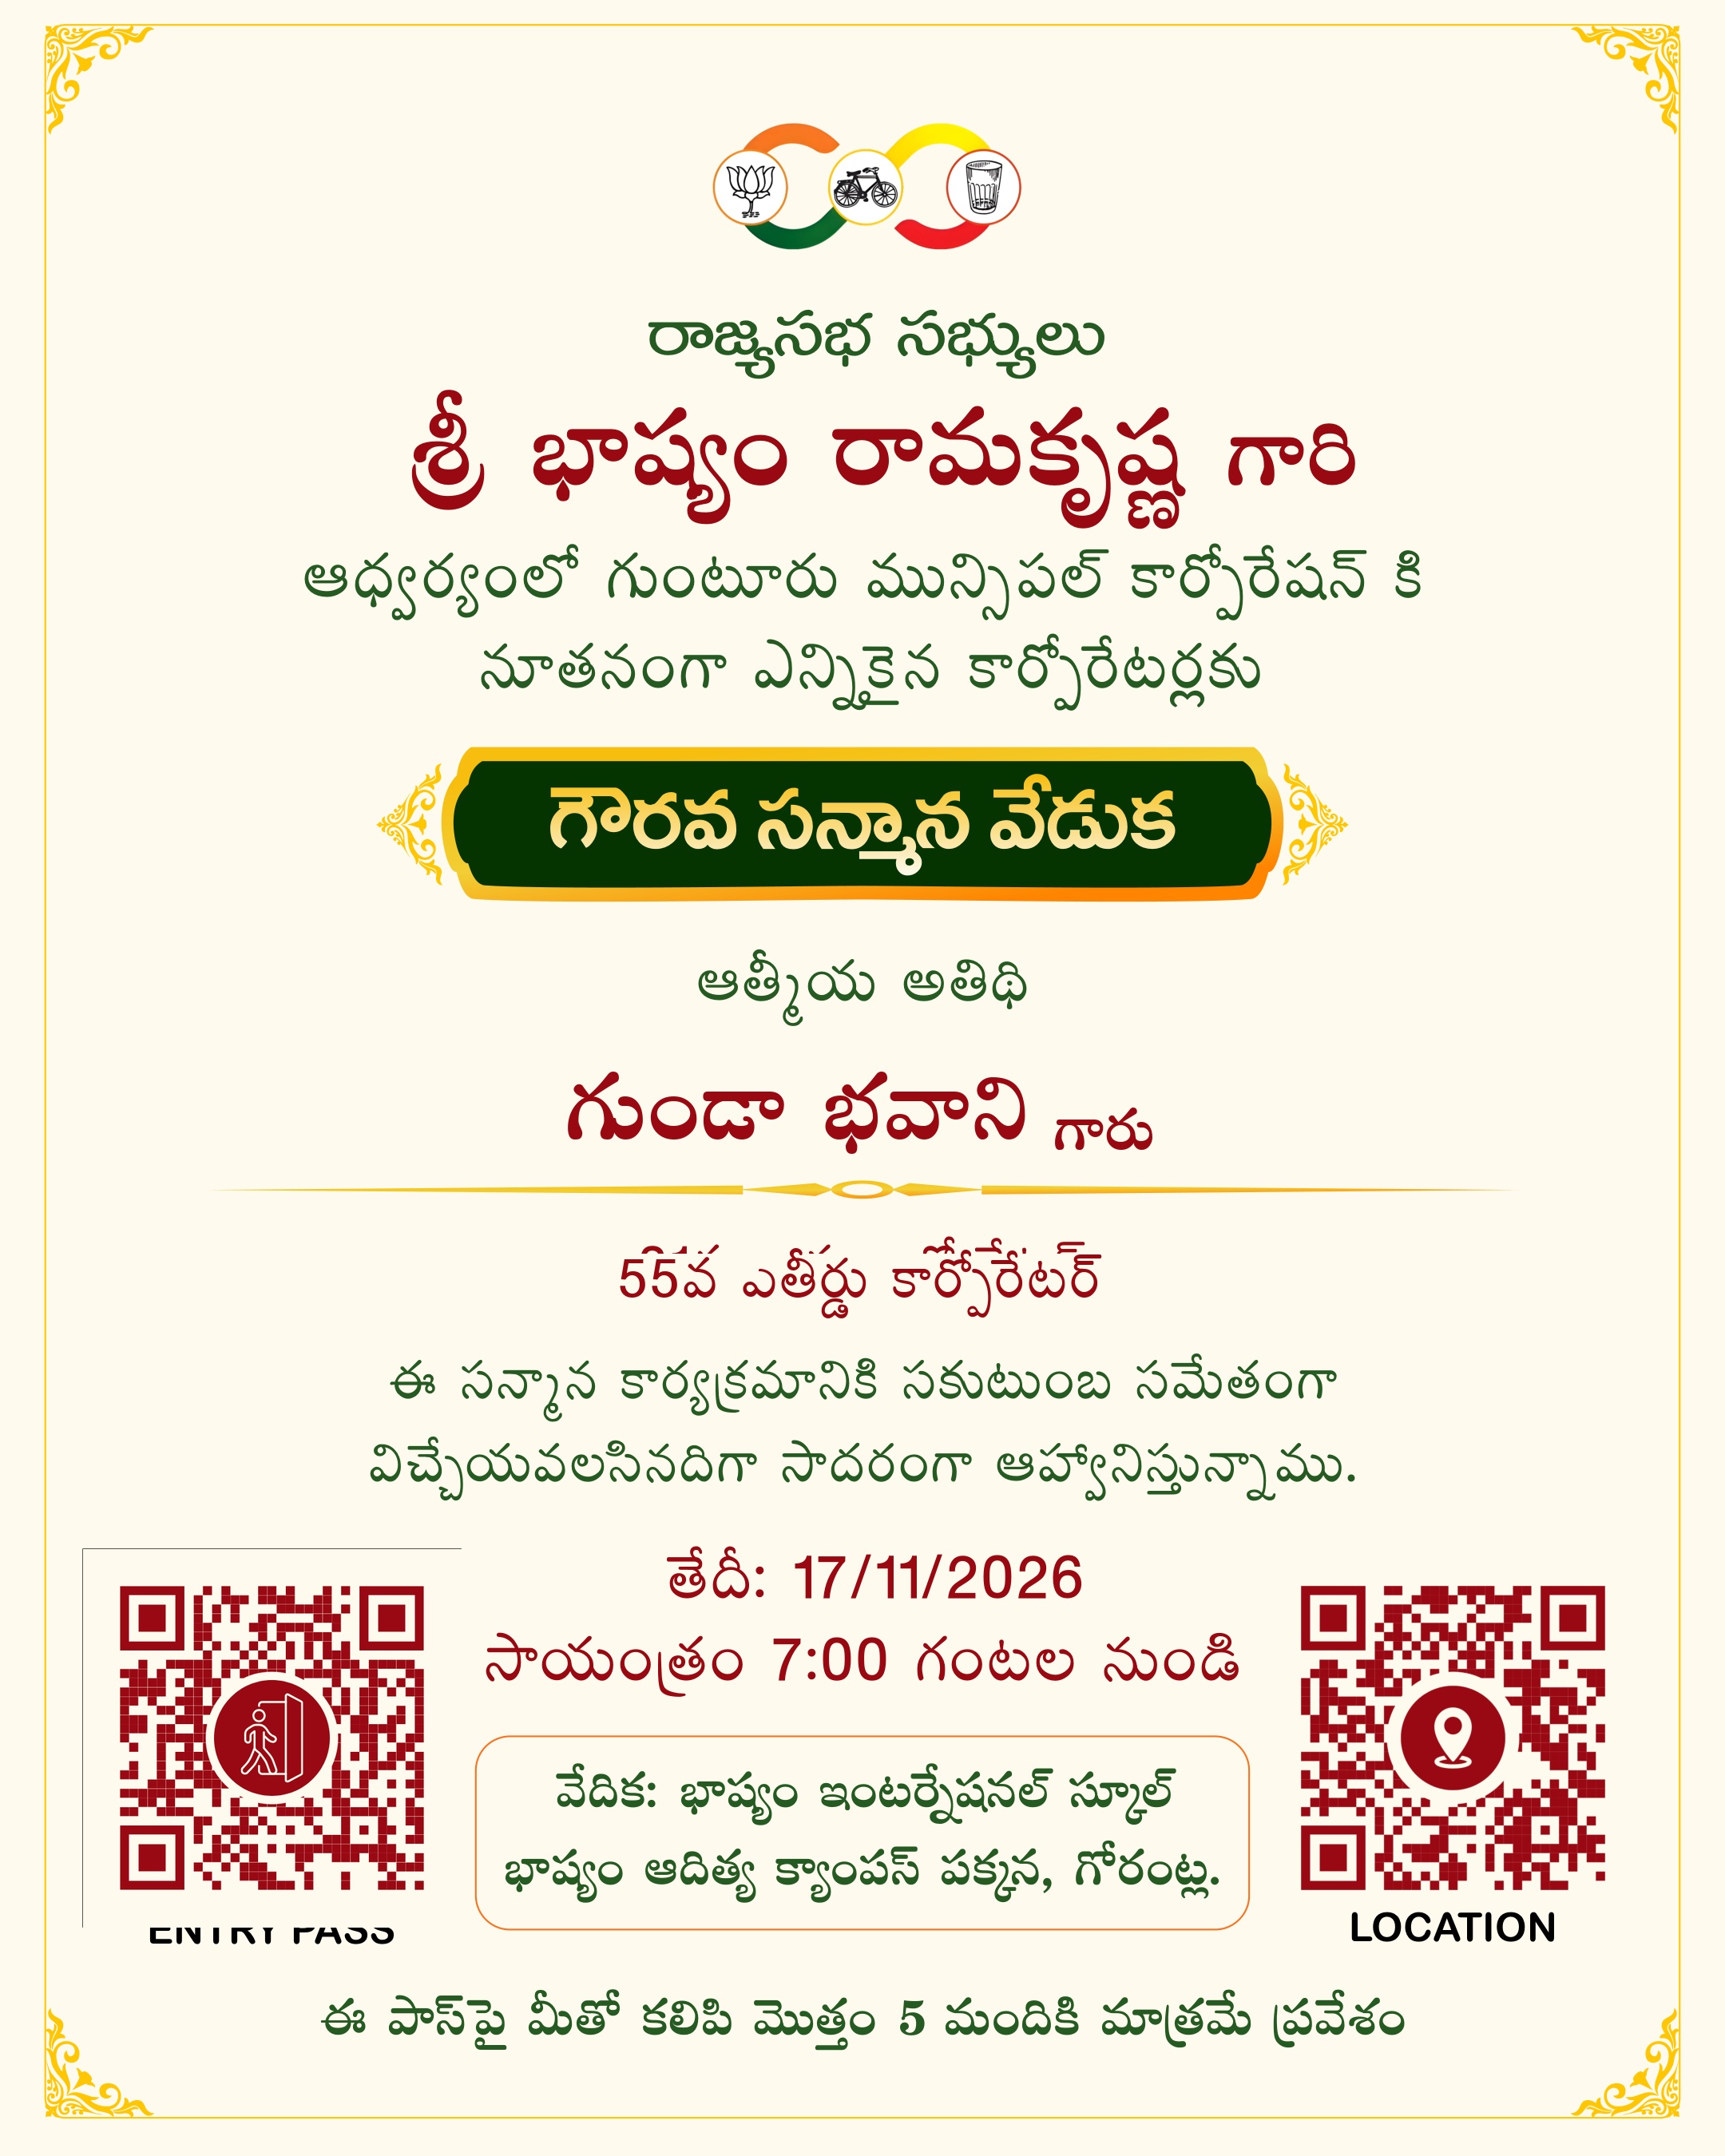 రాజ్యసభ సభ్యులు
శ్రీ భాష్యం రామకృష్ణ గారి
ఆధ్వర్యంలో గుంటూరు మున్సిపల్ కార్పోరేషన్ కి
నూతనంగా ఎన్నికైన కార్పోరేటర్లకు
గౌరవ సన్మాన వేడుక
ఆత్మీయ అతిథి
గుండా భవాని గారు
55వ ఎతీర్డు కార్పోరేటర్
ఈ సన్మాన కార్యక్రమానికి సకుటుంబ సమేతంగా
విచ్చేయవలసినదిగా సాదరంగా ఆహ్వానిస్తున్నాము.
తేదీ: 17/11/2026
సాయంత్రం 7:00 గంటల నుండి
వేదిక: భాష్యం ఇంటర్నేషనల్ స్కూల్
భాష్యం ఆదిత్య క్యాంపస్ పక్కన, గోరంట్ల.
ENTRY PASS
LOCATION
ఈ పాస్‌పై మీతో కలిపి మొత్తం 5 మందికి మాత్రమే ప్రవేశం